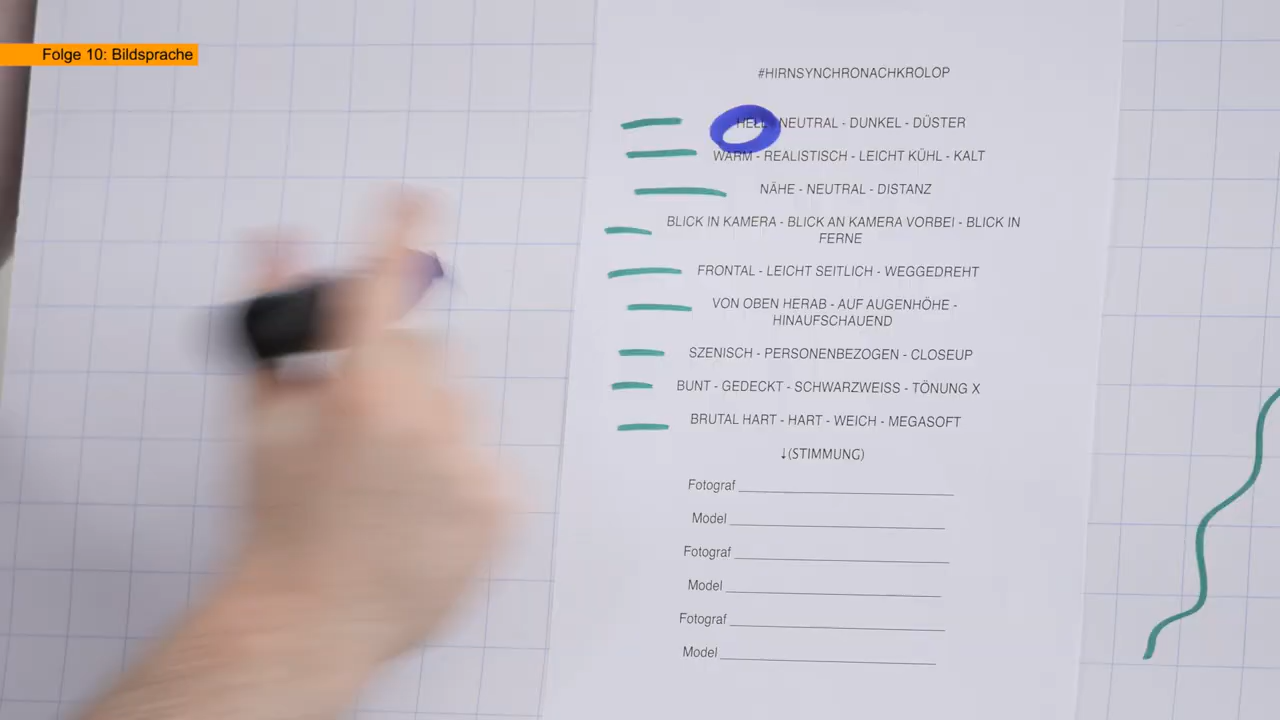 Folge 10: Bildsprache
#HIRNSYNCHRONACHKROLOP
HELL - NEUTRAL - DUNKEL - DÜSTER
WARM - REALISTISCH - LEICHT KÜHL - KALT
NÄHE - NEUTRAL - DISTANZ
BLICK IN KAMERA - BLICK AN KAMERA VORBEI - BLICK IN
FERNE
FRONTAL - LEICHT SEITLICH - WEGGEDREHT
VON OBEN HERAB - AUF AUGENHÖHE -
HINAUFSCHAUEND
SZENISCH - PERSONENBEZOGEN - CLOSEUP
BUNT - GEDECKT - SCHWARZWEISS - TÖNUNG X
BRUTAL HART - HART - WEICH - MEGASOFT
↓(STIMMUNG)
Fotograf
Model
Fotograf
Model
Fotograf
Model